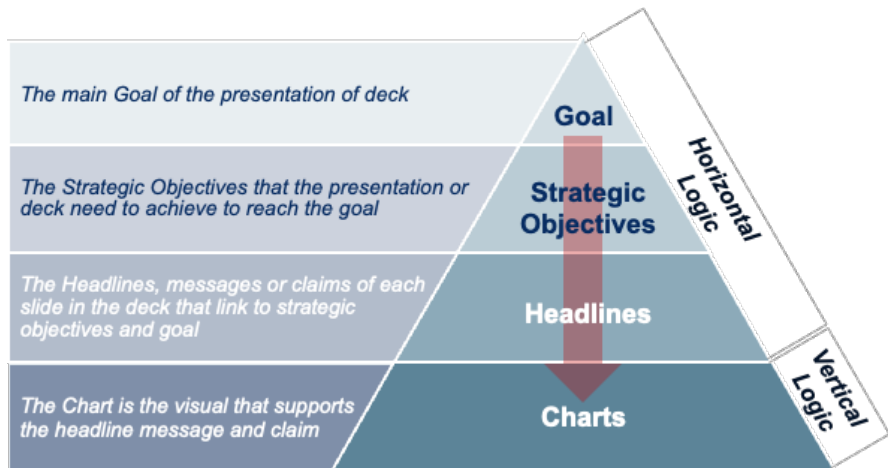 The main Goal of the presentation of deck
Goal
The Strategic Objectives that the presentation or
deck need to achieve to reach the goal
Strategic
Objectives
The Headlines, messages or claims of each
slide in the deck that link to strategic
objectives and goal
Headlines
The Chart is the visual that supports
the headline message and claim
Charts
Horizontal
Logic
Vertical
Logic